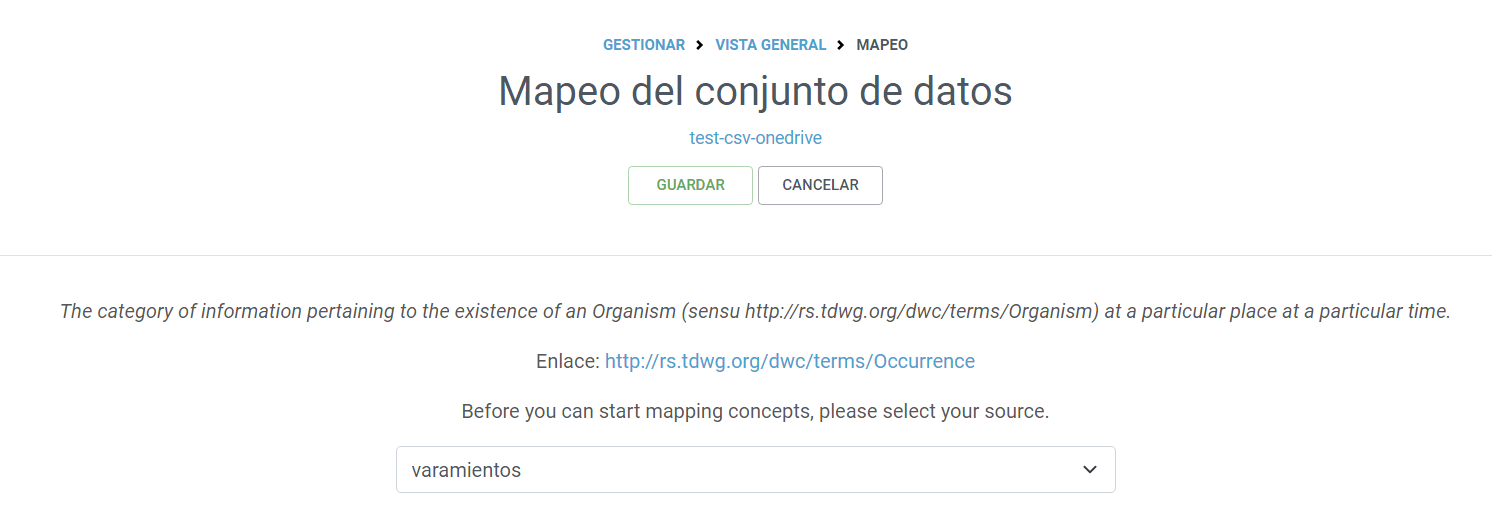 GESTIONAR > VISTA GENERAL > MAPEO
Mapeo del conjunto de datos
test-csv-onedrive
GUARDAR CANCELAR
The category of information pertaining to the existence of an Organism (sensu http://rs.tdwg.org/dwc/terms/Organism) at a particular place at a particular time.
Enlace: http://rs.tdwg.org/dwc/terms/Occurrence
Before you can start mapping concepts, please select your source.
varamientos